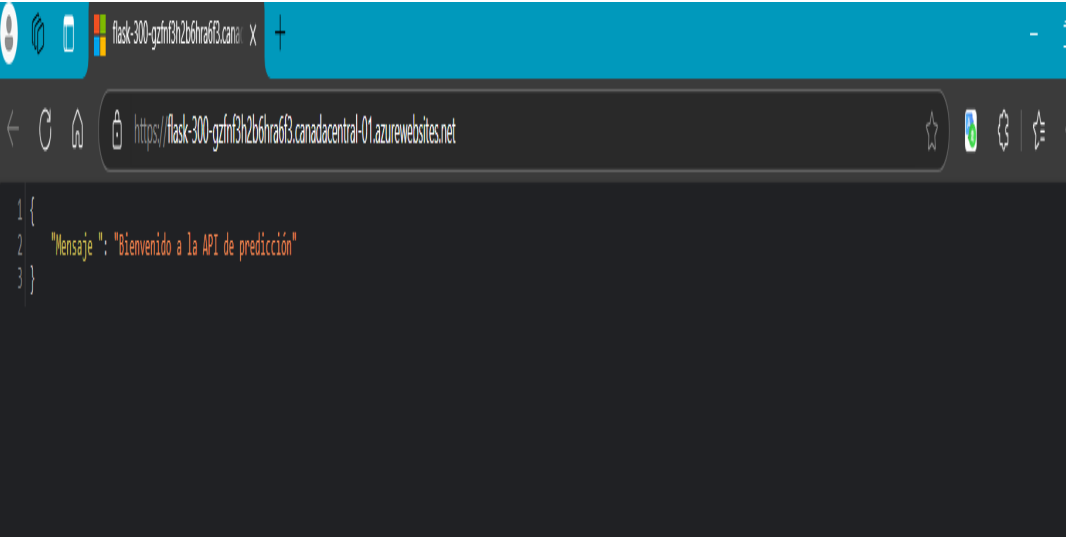 flask-300-gzfnf3h2b6hra6f3.cana
https://flask-300-gzfnf3h2b6hra6f3.canadacentral-01.azurewebsites.net
1 {
2 "Mensaje ": "Bienvenido a la API de predicción"
3 }